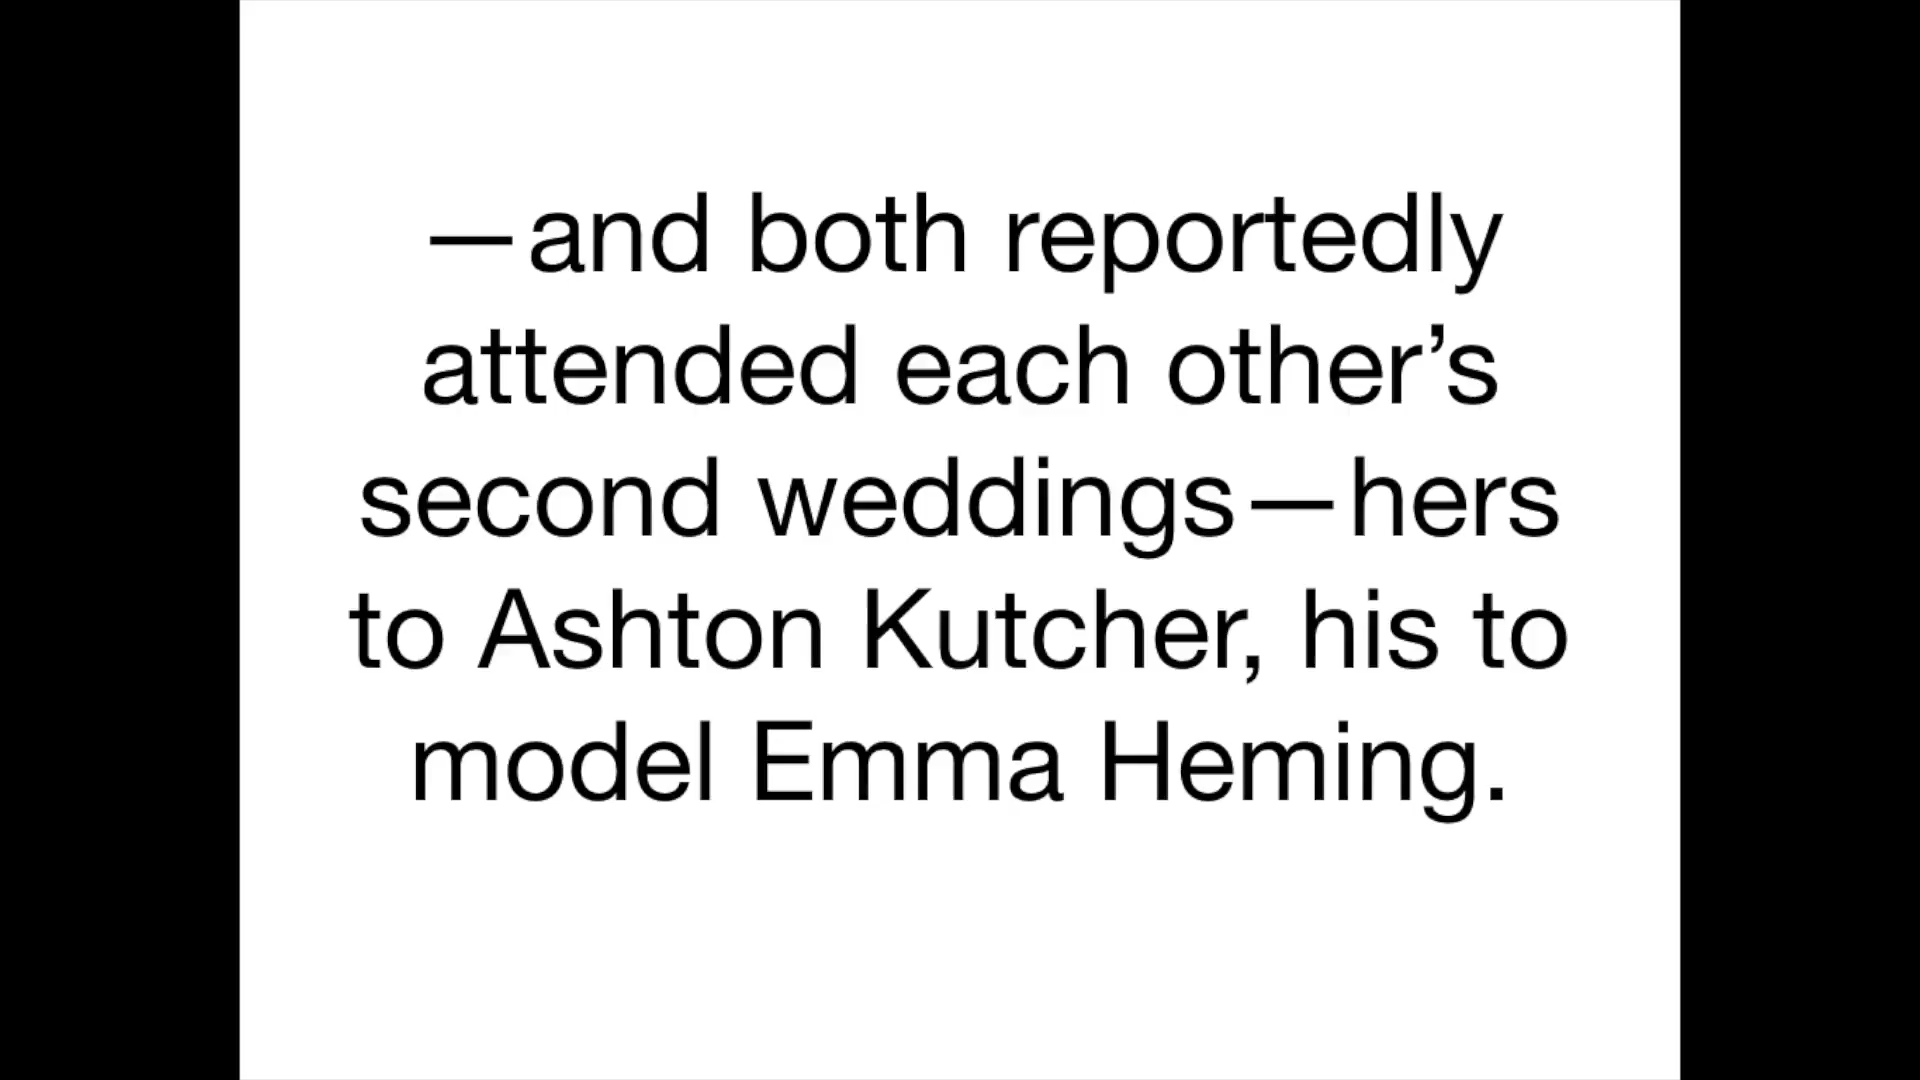 —and both reportedly
attended each other’s
second weddings—hers
to Ashton Kutcher, his to
model Emma Heming.